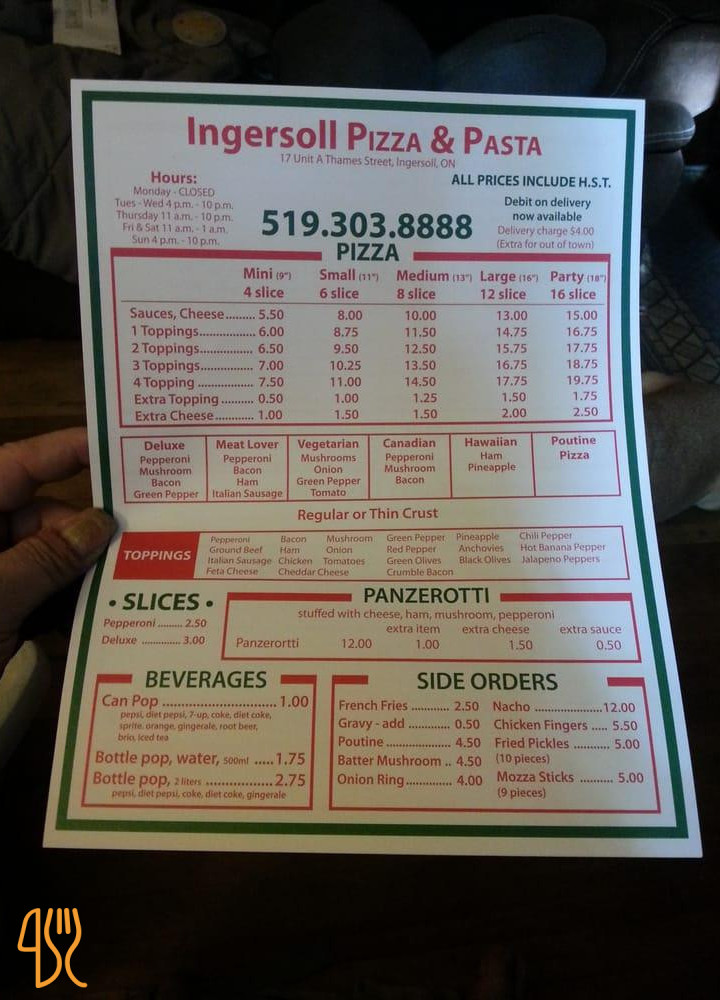 Ingersoll PIZZA & PASTA
17 Unit A Thames Street, Ingersoll, ON
Hours:
Monday - CLOSED
Tues - Wed 4 p.m. - 10 p.m.
Thursday 11 a.m. - 10 p.m.
Fri & Sat 11 a.m. - 1 a.m.
Sun 4 p.m. - 10 p.m.
519.303.8888
ALL PRICES INCLUDE H.S.T.
Debit on delivery
now available
Delivery charge $4.00
(Extra for out of town)
PIZZA
Mini (9") Small (11") Medium (13") Large (16") Party (18")
4 slice 6 slice 8 slice 12 slice 16 slice
Sauces, Cheese......... 5.50 8.00 10.00 13.00 15.00
1 Toppings................ 6.00 8.75 11.50 14.75 16.75
2 Toppings................ 6.50 9.50 12.50 15.75 17.75
3 Toppings................ 7.00 10.25 13.50 16.75 18.75
4 Topping ................ 7.50 11.00 14.50 17.75 19.75
Extra Topping .......... 0.50 1.00 1.25 1.50 1.75
Extra Cheese............ 1.00 1.50 1.50 2.00 2.50
Deluxe
Pepperoni
Mushroom
Bacon
Green Pepper
Meat Lover
Pepperoni
Bacon
Ham
Italian Sausage
Vegetarian
Mushrooms
Onion
Green Pepper
Tomato
Canadian
Pepperoni
Mushroom
Bacon
Hawaiian
Ham
Pineapple
Poutine
Pizza
Regular or Thin Crust
TOPPINGS
Pepperoni Bacon Mushroom Green Pepper Pineapple Chili Pepper
Ground Beef Ham Onion Red Pepper Anchovies Hot Banana Pepper
Italian Sausage Chicken Tomatoes Green Olives Black Olives Jalapeno Peppers
Feta Cheese Cheddar Cheese Crumble Bacon
• SLICES •
Pepperoni ......... 2.50
Deluxe .............. 3.00
PANZEROTTI
stuffed with cheese, ham, mushroom, pepperoni
extra item extra cheese extra sauce
Panzerortti 12.00 1.00 1.50 0.50
BEVERAGES
Can Pop ............................ 1.00
pepsi, diet pepsi, 7-up, coke, diet coke,
sprite, orange, gingerale, root beer,
brio, iced tea
Bottle pop, water, 500ml ..... 1.75
Bottle pop, 2 liters ................. 2.75
pepsi, diet pepsi, coke, diet coke, gingerale
SIDE ORDERS
French Fries ............ 2.50
Gravy - add ............. 0.50
Poutine .................... 4.50
Batter Mushroom .. 4.50
Onion Ring.............. 4.00
Nacho ....................12.00
Chicken Fingers ..... 5.50
Fried Pickles ........... 5.00
(10 pieces)
Mozza Sticks .......... 5.00
(9 pieces)